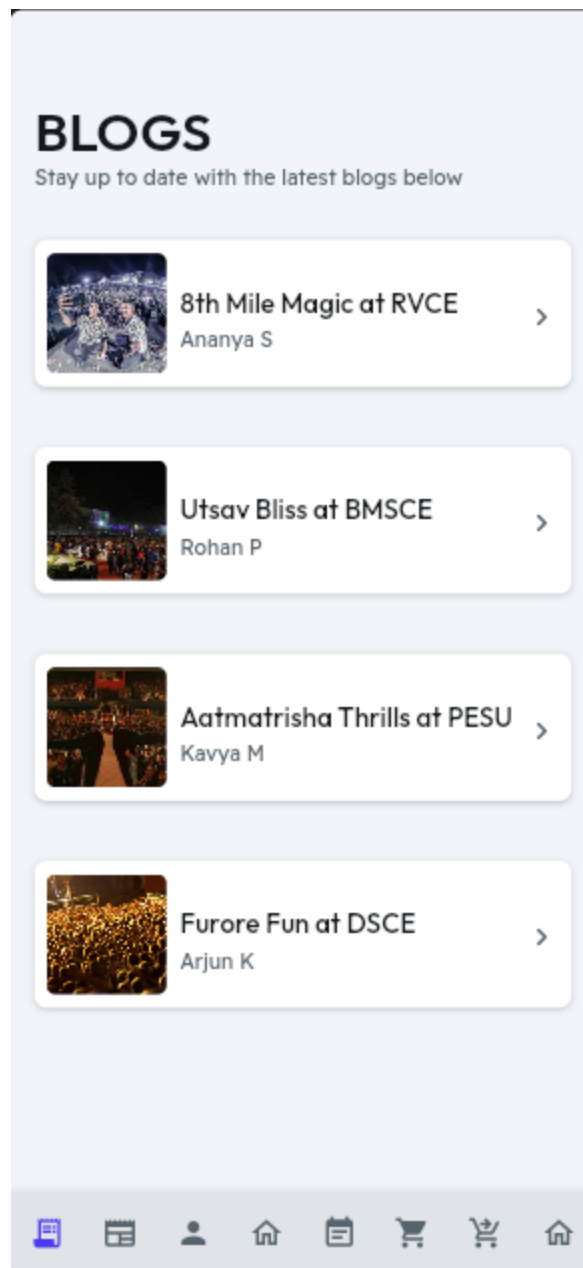 BLOGS
Stay up to date with the latest blogs below
8th Mile Magic at RVCE
Ananya S
Utsav Bliss at BMSCE
Rohan P
Aatmatrisha Thrills at PESU
Kavya M
Furore Fun at DSCE
Arjun K